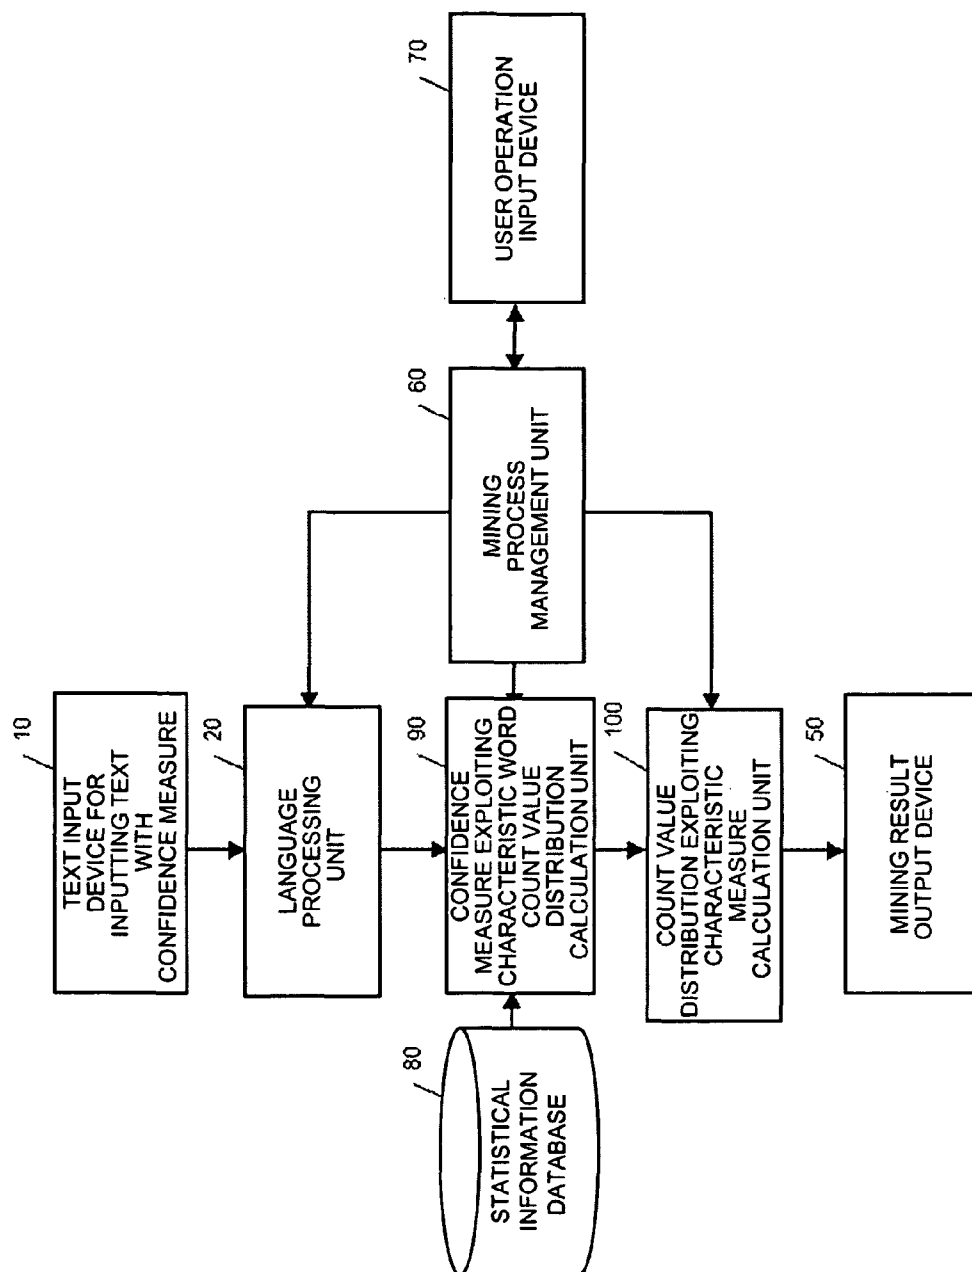 10
TEXT INPUT
DEVICE FOR
INPUTTING TEXT
WITH
CONFIDENCE MEASURE
20
LANGUAGE
PROCESSING
UNIT
90
CONFIDENCE
MEASURE EXPLOITING
CHARACTERISTIC WORD
COUNT VALUE
DISTRIBUTION
CALCULATION UNIT
100
COUNT VALUE
DISTRIBUTION EXPLOITING
CHARACTERISTIC
MEASURE
CALCULATION UNIT
50
MINING RESULT
OUTPUT DEVICE
80
STATISTICAL
INFORMATION
DATABASE
60
MINING
PROCESS
MANAGEMENT UNIT
70
USER OPERATION
INPUT DEVICE